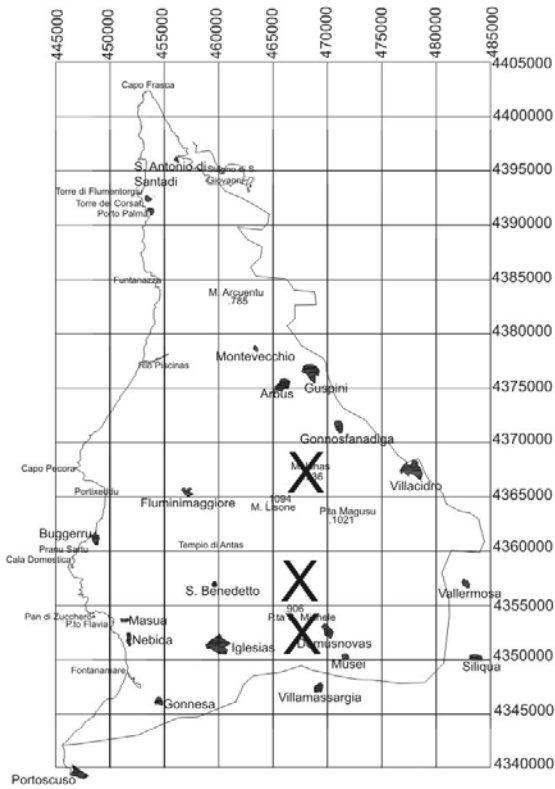 445000
450000
455000
460000
465000
470000
475000
480000
485000
4405000
Capo Frasca
4400000
S. Antonio di
Santadi
4395000
Torre di Flumentorgiu
Torre dei Corsari
Porto Palma
4390000
Funtanazza
4385000
M. Arcuentu
.785
4380000
Montevecchio
Rio Piscinas
Arbus
Guspini
4375000
Gonnosfanadiga
4370000
Capo Pecora
X
Villacidro
Portixeddu
Fluminimaggiore
1094
M. Lisone
P.ta Magusu
.1021
4365000
Buggerru
Pranu Sartu
Cala Domestica
Tempio di Antas
4360000
S. Benedetto
X
Vallermosa
4355000
.906
Pan di Zucchero
P.to Flavia
Masua
Nebida
Iglesias
P.ta
Michele
X
Domusnovas
Musei
Siliqua
4350000
Fontanamare
Gonnesa
Villamassargia
4345000
4340000
Portoscuso